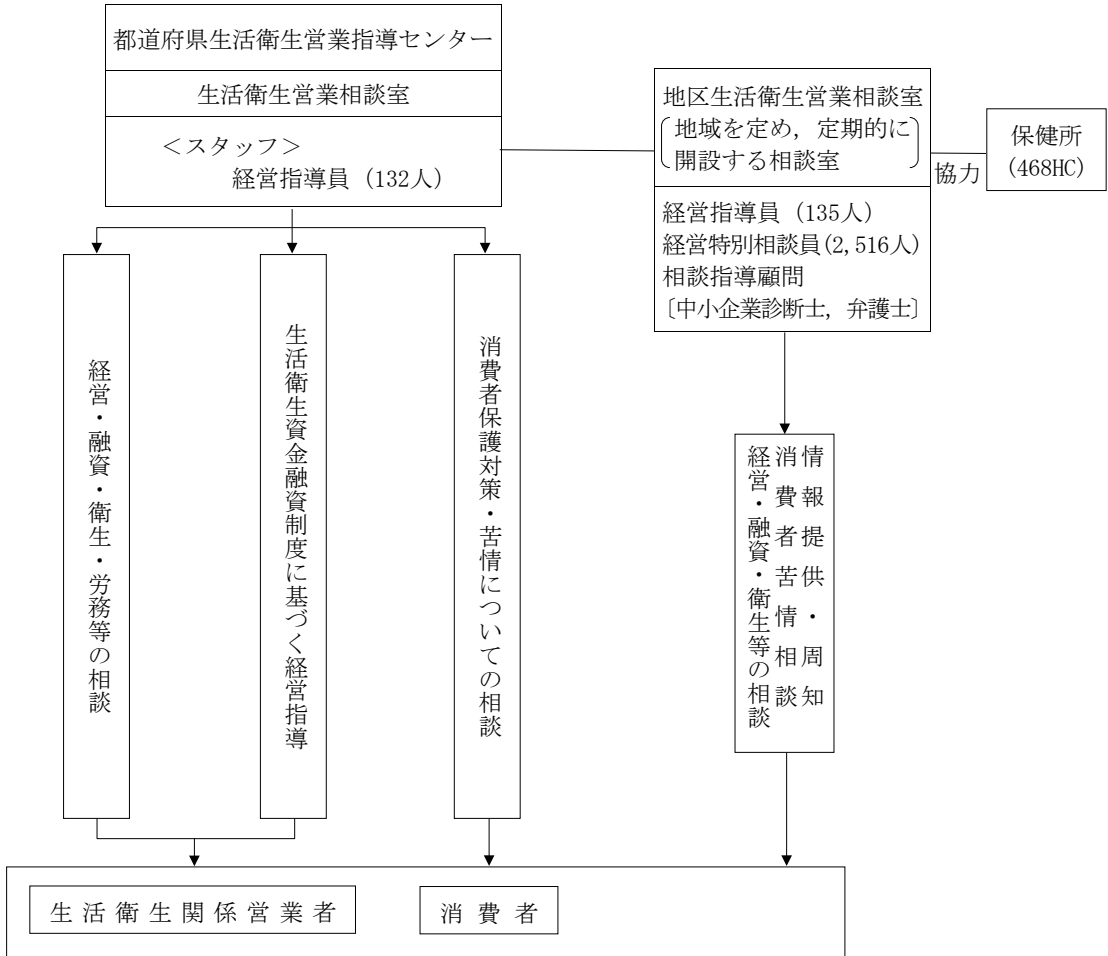 都道府県生活衛生営業指導センター
生活衛生営業相談室
＜スタッフ＞
経営指導員 (132人)
地区生活衛生営業相談室
地域を定め，定期的に
開設する相談室
協力
保健所
(468HC)
経営指導員 (135人)
経営特別相談員(2,516人)
相談指導顧問
〔中小企業診断士，弁護士〕
経営・融資・衛生・労務等の相談
生活衛生資金融資制度に基づく経営指導
消費者保護対策・苦情についての相談
情報提供・周知
消費者苦情相談
経営・融資・衛生等の相談
生活衛生関係営業者
消費者